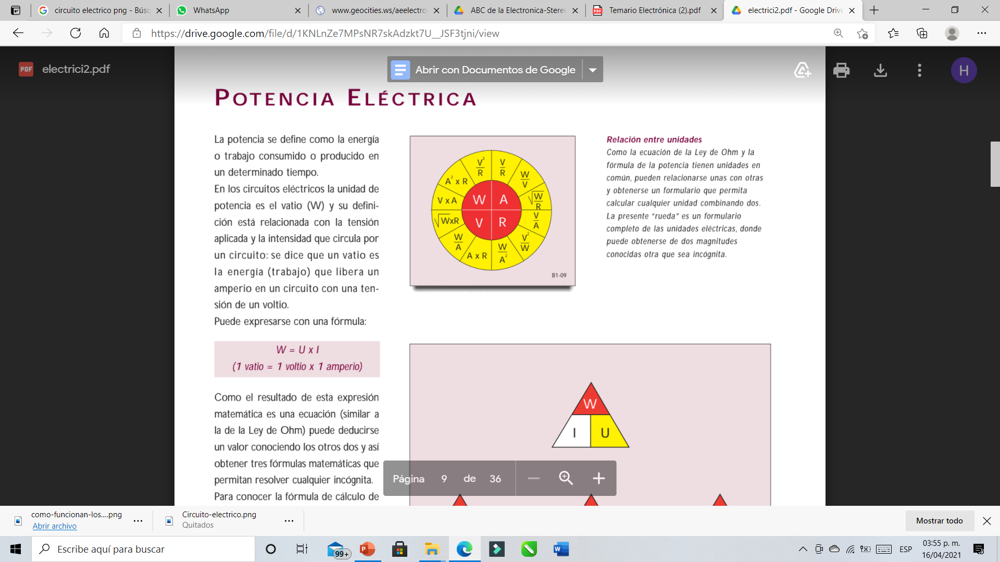 circuito electrico png - Búsq
WhatsApp
www.geocities.ws/aeelectro
ABC de la Electronica-Sterer
Temario Electrónica (2).pdf
electrici2.pdf - Google Drive
https://drive.google.com/file/d/1KNLnZe7MPsNR7skAdzkt7U__JSF3tjni/view
PDF electrici2.pdf
Abrir con Documentos de Google
H
POTENCIA ELÉCTRICA
La potencia se define como la energía
o trabajo consumido o producido en
un determinado tiempo.
En los circuitos eléctricos la unidad de
potencia es el vatio (W) y su defini-
ción está relacionada con la tensión
aplicada y la intensidad que circula por
un circuito: se dice que un vatio es
la energía (trabajo) que libera un
amperio en un circuito con una ten-
sión de un voltio.
Puede expresarse con una fórmula:
W = U x I
(1 vatio = 1 voltio x 1 amperio)
Como el resultado de esta expresión
matemática es una ecuación (similar a
la de la Ley de Ohm) puede deducirse
un valor conociendo los otros dos y así
obtener tres fórmulas matemáticas que
permitan resolver cualquier incógnita.
Para conocer la fórmula de cálculo de
V²/R
V/R
W/V
√W/R
V/A
V²/W
W/A²
A x R
W/A
√WxR
V x A
A² x R
W A
V R
B1-09
Relación entre unidades
Como la ecuación de la Ley de Ohm y la
fórmula de la potencia tienen unidades en
común, pueden relacionarse unas con otras
y obtenerse un formulario que permita
calcular cualquier unidad combinando dos.
La presente “rueda” es un formulario
completo de las unidades eléctricas, donde
puede obtenerse de dos magnitudes
conocidas otra que sea incógnita.
W
I U
Página 9 de 36
como-funcionan-los....png
Abrir archivo
Circuito-electrico.png
Quitados
Mostrar todo
Escribe aquí para buscar
99+
ESP
03:55 p. m.
16/04/2021